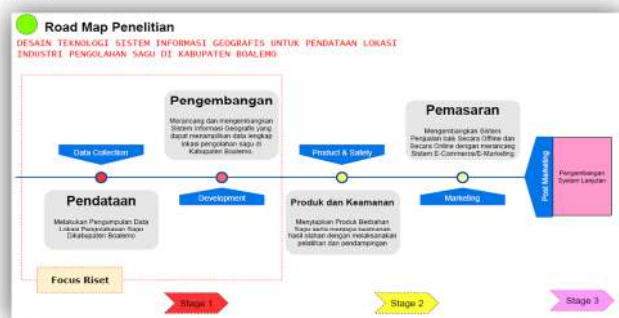 Road Map Penelitian
DESAIN TEKNOLOGI SISTEM INFORMASI GEOGRAFIS UNTUK PENDATAAN LOKASI
INDUSTRI PENGOLAHAN SAGU DI KABUPATEN BOALEMO
Pengembangan
Merancang dan mengembangkan
Sistem Informasi Geografis yang
dapat menampilkan data lengkap
lokasi pengolahan sagu di
Kabupaten Boalemo
Pemasaran
Mengembangkan Sistem
Penjualan baik Secara Offline dan
Secara Online dengan merancang
Sistem E-Commerce/E-Marketing
Data Collection
Product & Safety
Post Marketing
Pengembangan
System Lanjutan
Development
Marketing
Pendataan
Melakukan Pengumpulan Data
Lokasi Pengolahan Sagu
Dikabupaten Boalemo
Produk dan Keamanan
Menyiapkan Produk Berbahan
Sagu serta menjaga keamanan
hasil olahan dengan melaksanakan
pelatihan dan pendampingan
Focus Riset
Stage 1
Stage 2
Stage 3